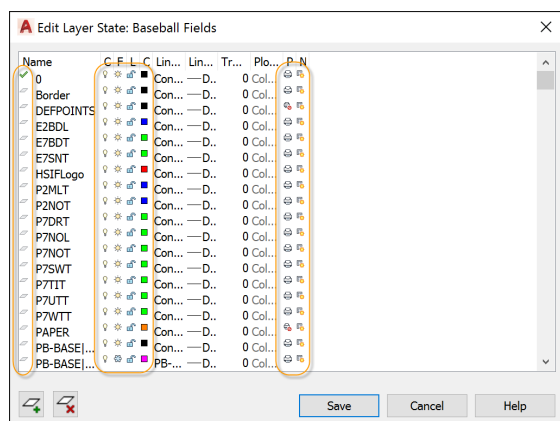 Edit Layer State: Baseball Fields
Name C F L C Lin... Lin... Tr... Plo... P N
0 Con... D.. 0 Col...
Border Con... D.. 0 Col...
DEFPOINTS Con... D.. 0 Col...
E2BDL Con... D.. 0 Col...
E7BDT Con... D.. 0 Col...
E7SNT Con... D.. 0 Col...
HSIFLogo Con... D.. 0 Col...
P2MLT Con... D.. 0 Col...
P2NOT Con... D.. 0 Col...
P7DRT Con... D.. 0 Col...
P7NOL Con... D.. 0 Col...
P7NOT Con... D.. 0 Col...
P7SWT Con... D.. 0 Col...
P7TIT Con... D.. 0 Col...
P7UTT Con... D.. 0 Col...
P7WTT Con... D.. 0 Col...
PAPER Con... D.. 0 Col...
PB-BASE|... Con... D.. 0 Col...
PB-BASE|... PB-... D.. 0 Col...
Save Cancel Help